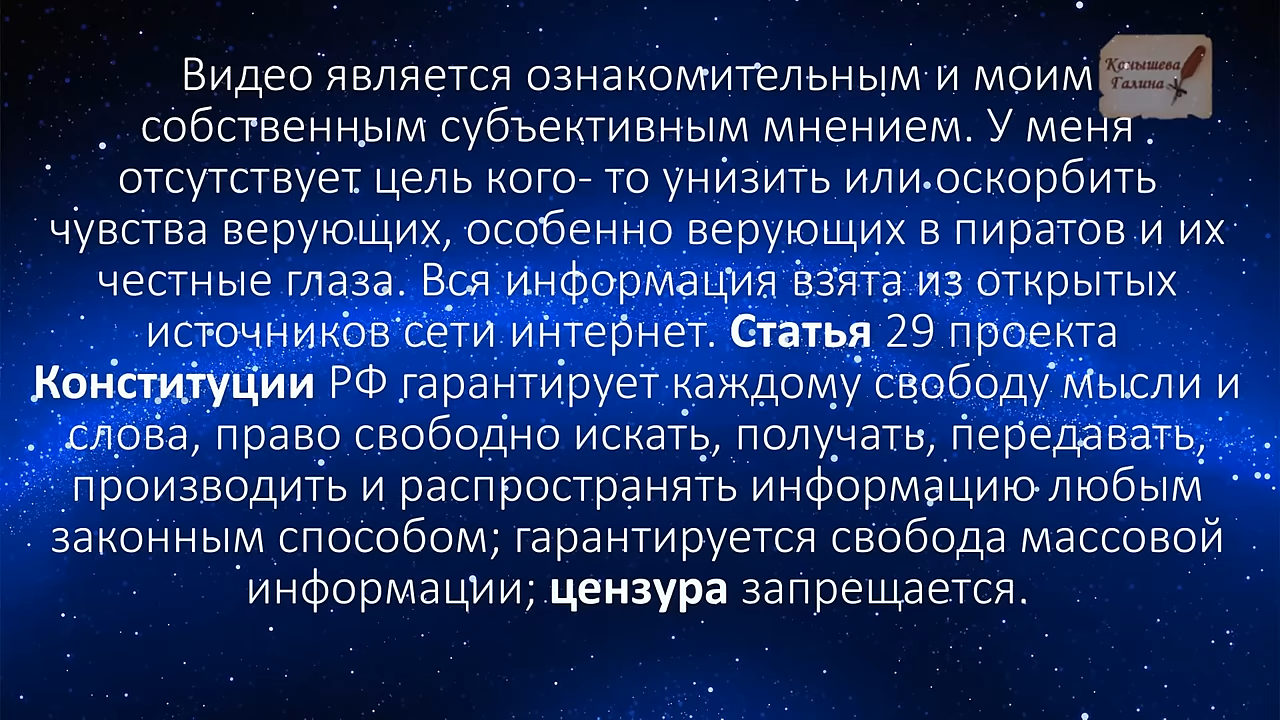 Видео является ознакомительным и моим
собственным субъективным мнением. У меня
отсутствует цель кого- то унизить или оскорбить
чувства верующих, особенно верующих в пиратов и их
честные глаза. Вся информация взята из открытых
источников сети интернет. Статья 29 проекта
Конституции РФ гарантирует каждому свободу мысли и
слова, право свободно искать, получать, передавать,
производить и распространять информацию любым
законным способом; гарантируется свобода массовой
информации; цензура запрещается.
Камышева
Галина